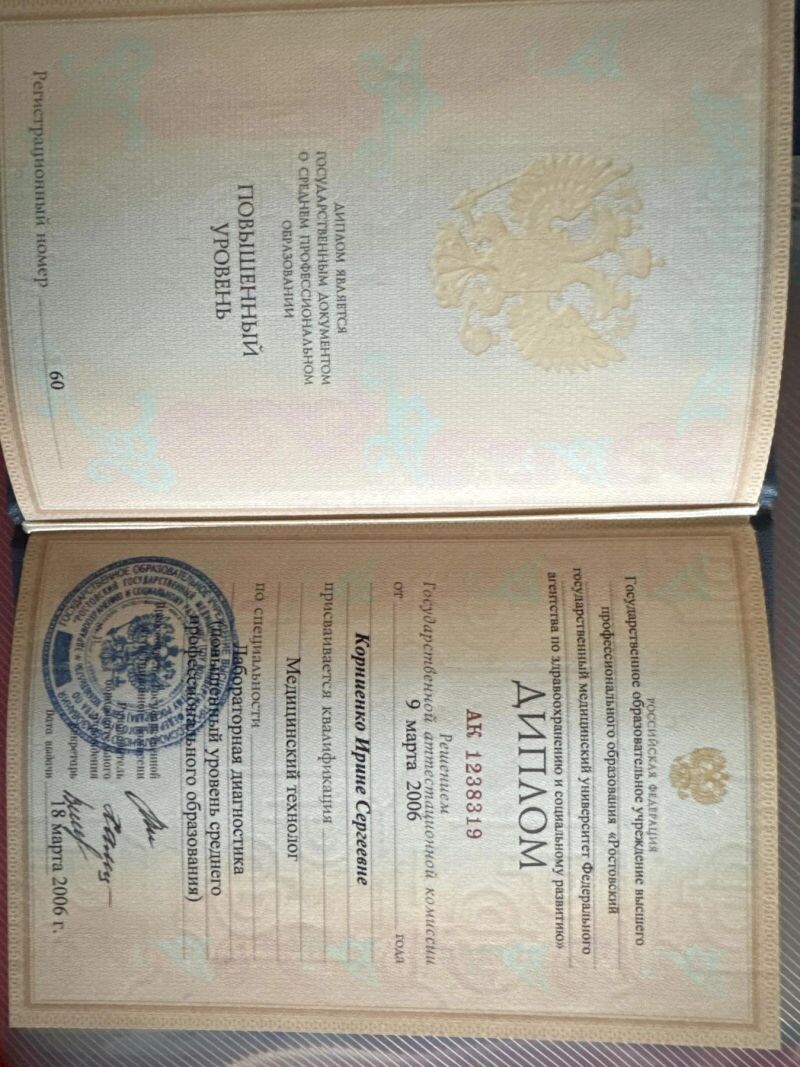 ДИПЛОМ ЯВЛЯЕТСЯ
ГОСУДАРСТВЕННЫМ ДОКУМЕНТОМ
О СРЕДНЕМ ПРОФЕССИОНАЛЬНОМ
ОБРАЗОВАНИИ
ПОВЫШЕННЫЙ
УРОВЕНЬ
Регистрационный номер 60
РОССИЙСКАЯ ФЕДЕРАЦИЯ
Государственное образовательное учреждение высшего
профессионального образования «Ростовский
государственный медицинский университет Федерального
агентства по здравоохранению и социальному развитию»
ДИПЛОМ
АК 1238319
Решением
Государственной аттестационной комиссии
от 9 марта 2006 года
Корниенко Ирине Сергеевне
присваивается квалификация
Медицинский технолог
по специальности
Лабораторная диагностика
(повышенный уровень среднего
профессионального образования)
Дата выдачи 18 марта 2006 г.